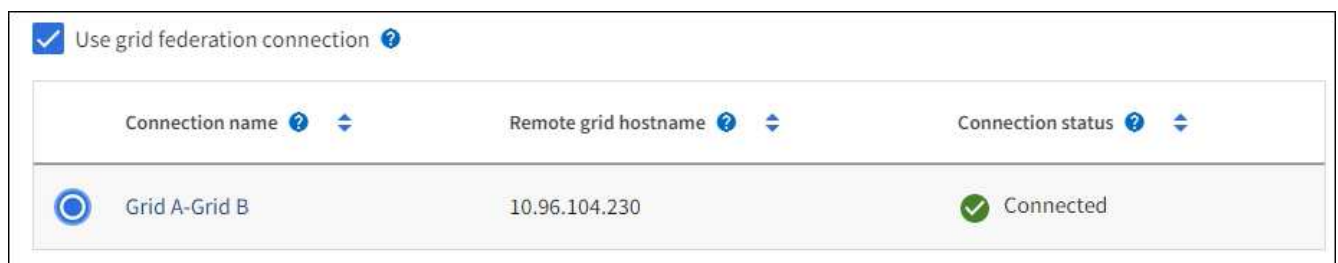 Use grid federation connection
Connection name Remote grid hostname Connection status
Grid A-Grid B 10.96.104.230 Connected